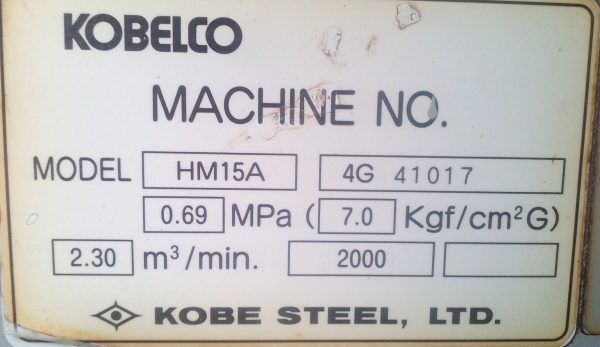 KOBELCO
MACHINE NO.
MODEL HM15A 4G 41017
0.69 MPa ( 7.0 Kgf/cm²G)
2.30 m³/min. 2000
KOBE STEEL, LTD.